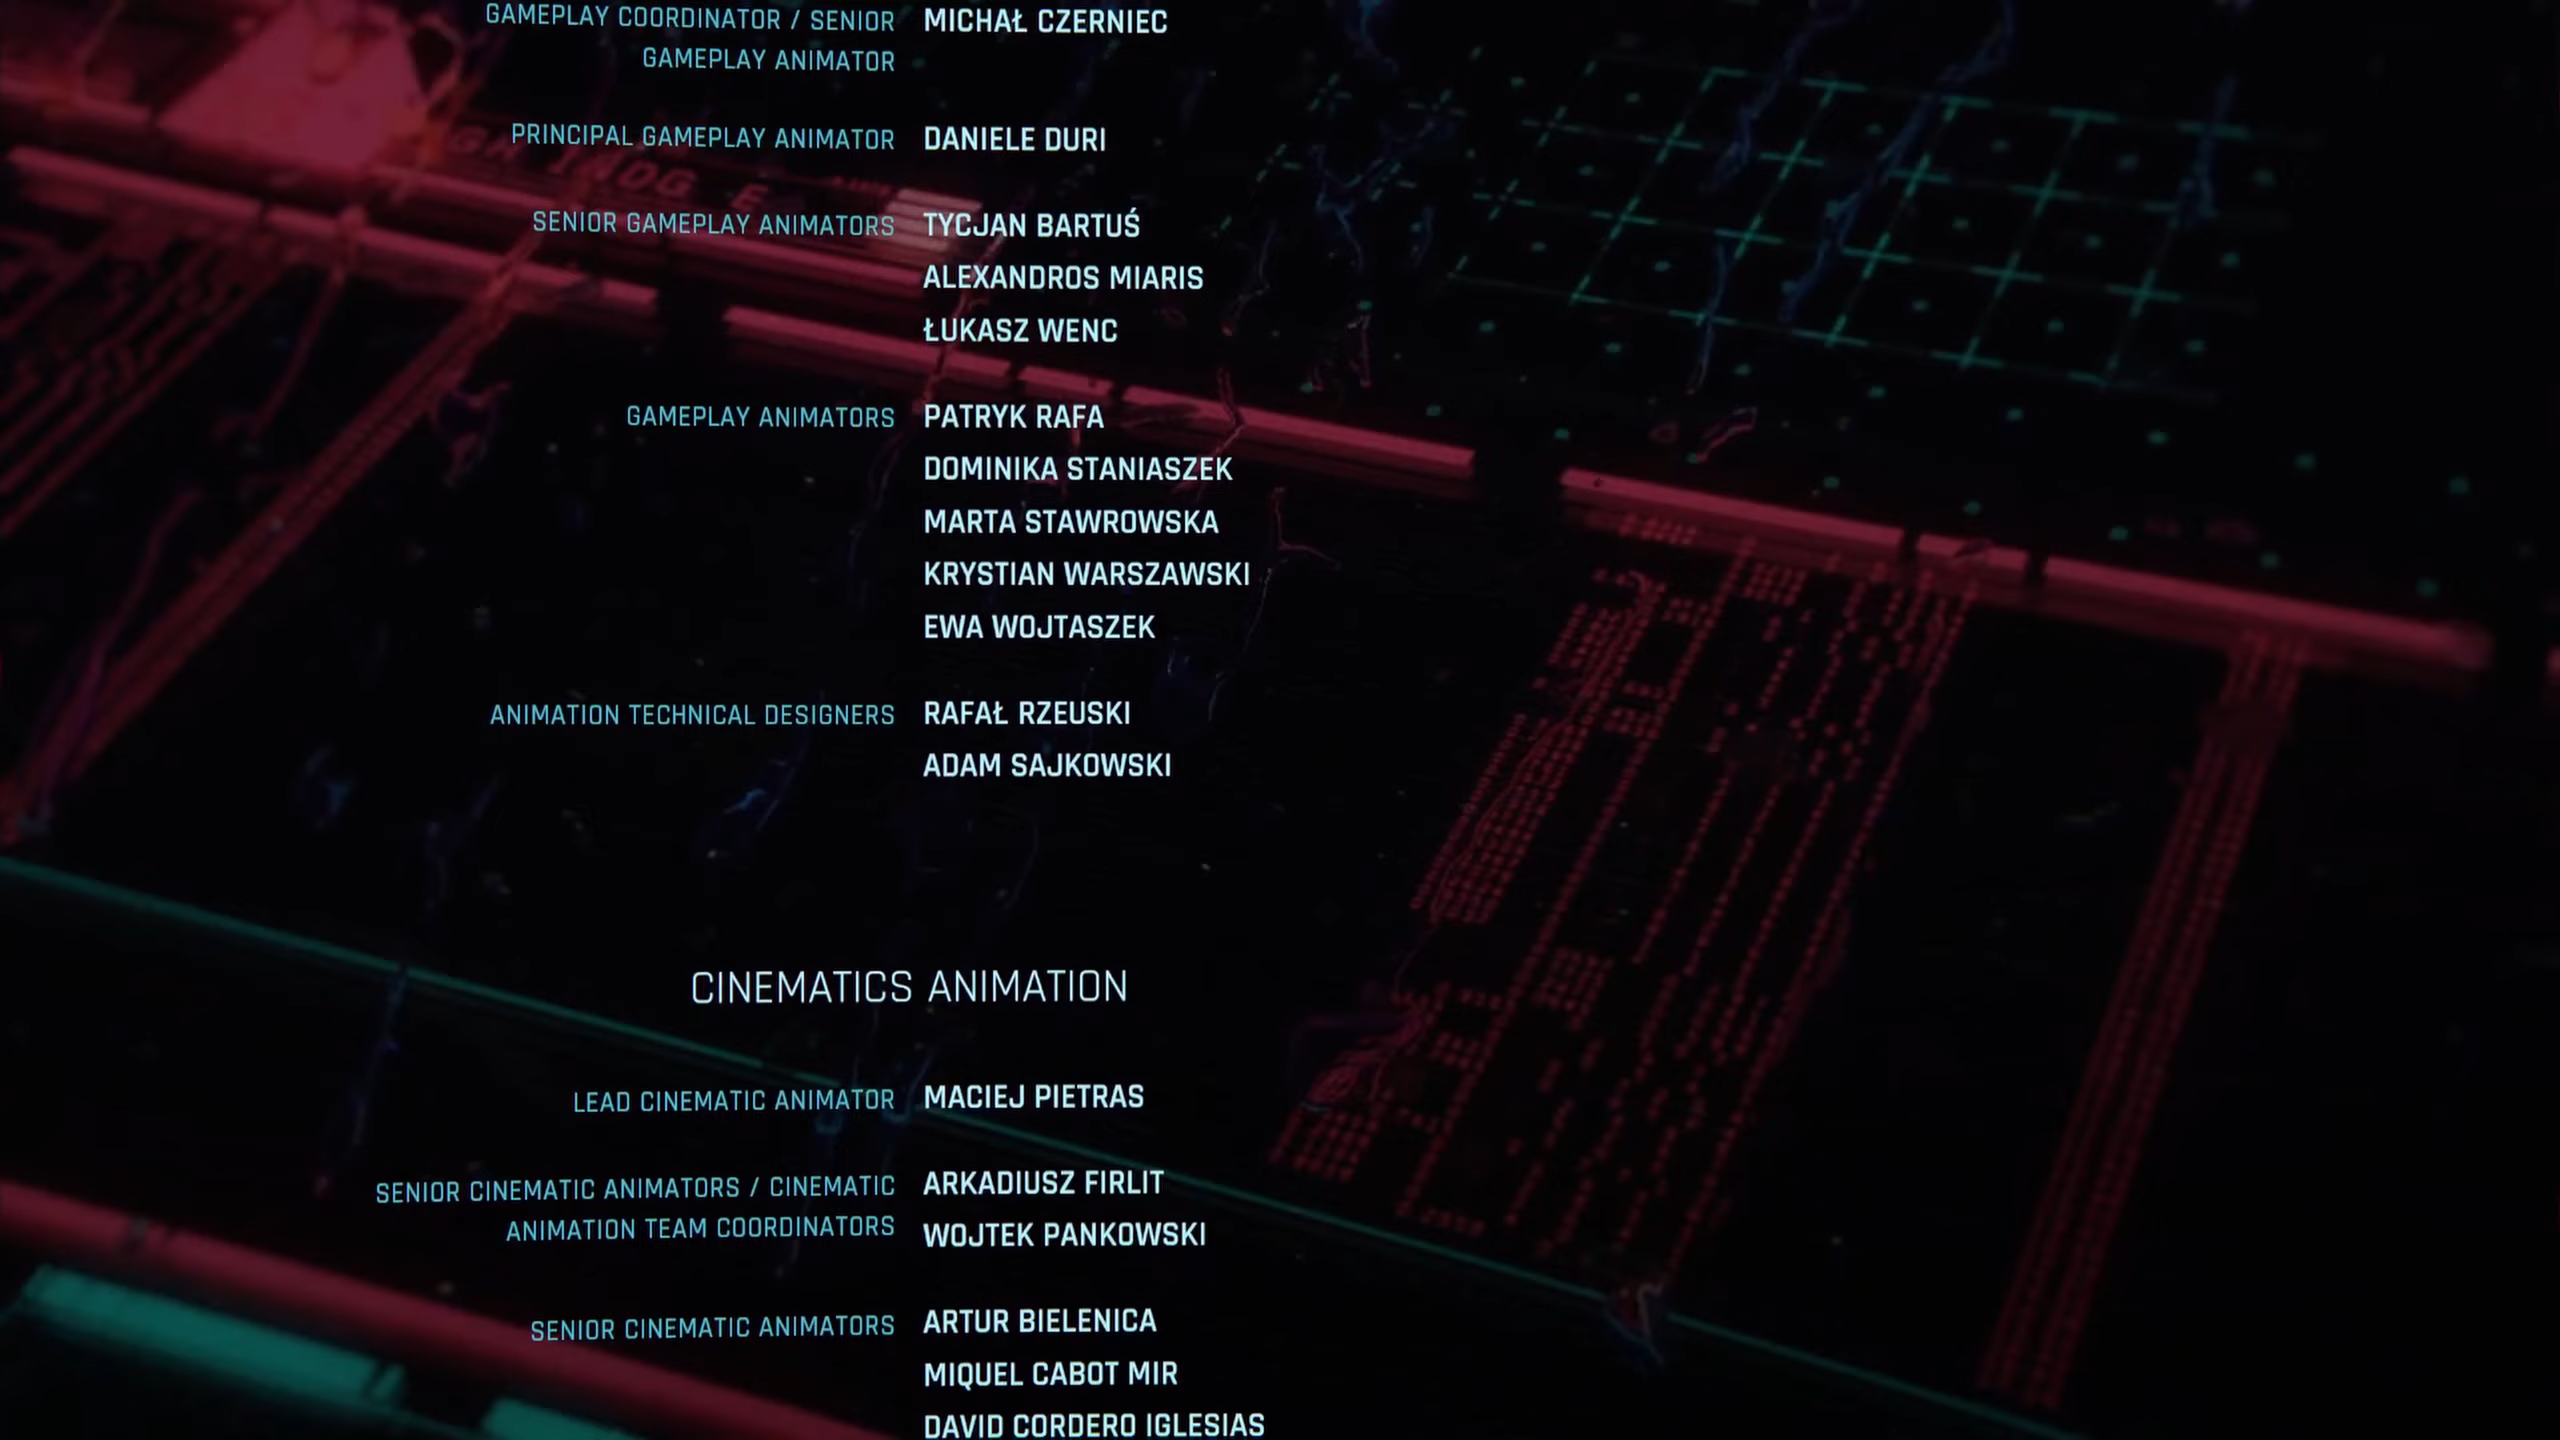 GAMEPLAY COORDINATOR / SENIOR MICHAŁ CZERNIEC
GAMEPLAY ANIMATOR
PRINCIPAL GAMEPLAY ANIMATOR DANIELE DURI
SENIOR GAMEPLAY ANIMATORS TYCJAN BARTUŚ
ALEXANDROS MIARIS
ŁUKASZ WENC
GAMEPLAY ANIMATORS PATRYK RAFA
DOMINIKA STANIASZEK
MARTA STAWROWSKA
KRYSTIAN WARSZAWSKI
EWA WOJTASZEK
ANIMATION TECHNICAL DESIGNERS RAFAŁ RZEUSKI
ADAM SAJKOWSKI
CINEMATICS ANIMATION
LEAD CINEMATIC ANIMATOR MACIEJ PIETRAS
SENIOR CINEMATIC ANIMATORS / CINEMATIC ARKADIUSZ FIRLIT
ANIMATION TEAM COORDINATORS WOJTEK PANKOWSKI
SENIOR CINEMATIC ANIMATORS ARTUR BIELENICA
MIQUEL CABOT MIR
DAVID CORDERO IGLESIAS